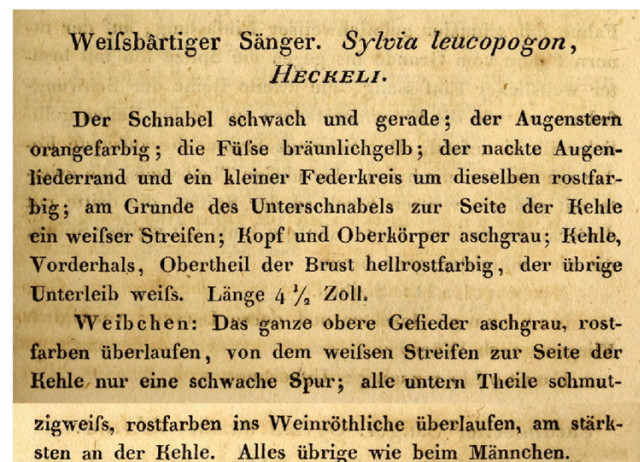 Weiſsbârtiger Sänger. Sylvia leucopogon,
HECKELI.
Der Schnabel schwach und gerade; der Augenstern
orangefarbig; die Füſse bräunlichgelb; der nackte Augen-
liederrand und ein kleiner Federkreis um dieselben rostfar-
big; am Grunde des Unterschnabels zur Seite der Kehle
ein weiſser Streifen; Kopf und Oberkörper aschgrau; Kehle,
Vorderhals, Obertheil der Brust hellrostfarbig, der übrige
Unterleib weiſs. Länge 4 ½ Zoll.
Weibchen: Das ganze obere Gefieder aschgrau, rost-
farben überlaufen, von dem weiſsen Streifen zur Seite der
Kehle nur eine schwache Spur; alle untern Theile schmut-
zigweiſs, rostfarben ins Weinröthliche überlaufen, am stärk-
sten an der Kehle. Alles übrige wie beim Männchen.